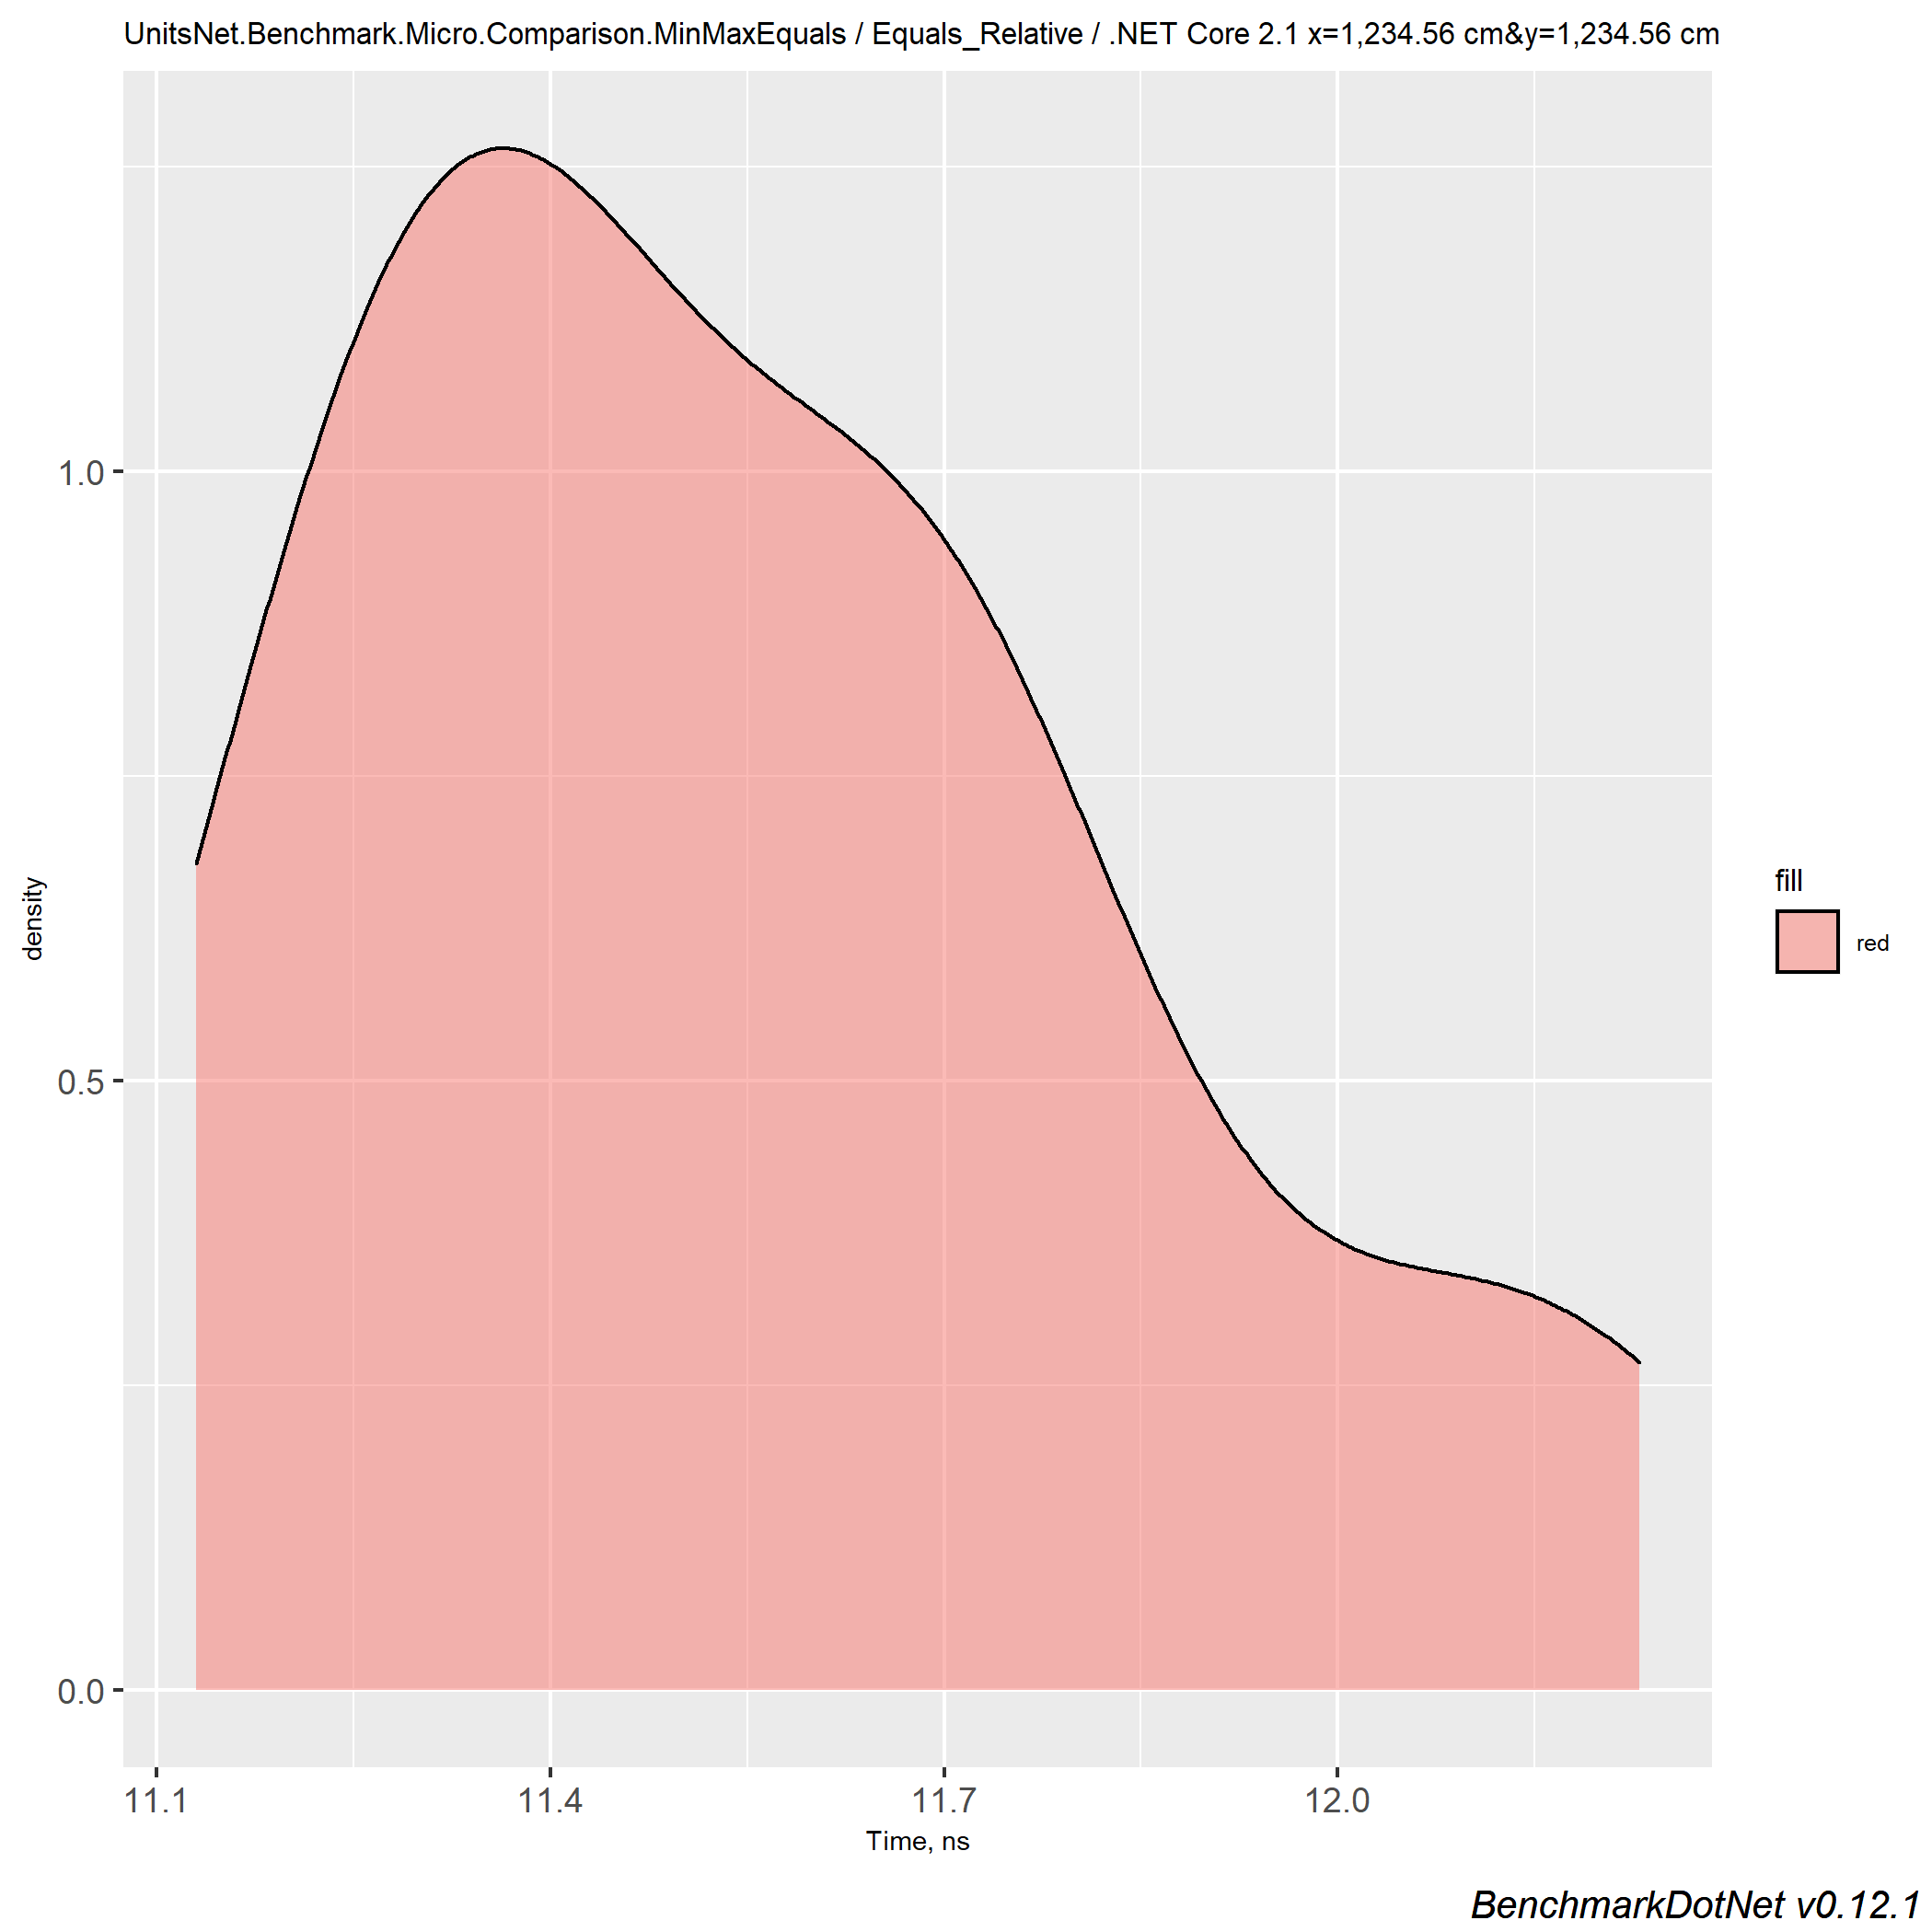 UnitsNet.Benchmark.Micro.Comparison.MinMaxEquals / Equals_Relative / .NET Core 2.1 x=1,234.56 cm&y=1,234.56 cm
1.0
0.5
0.0
density
11.1 11.4 11.7 12.0
Time, ns
fill
red
BenchmarkDotNet v0.12.1